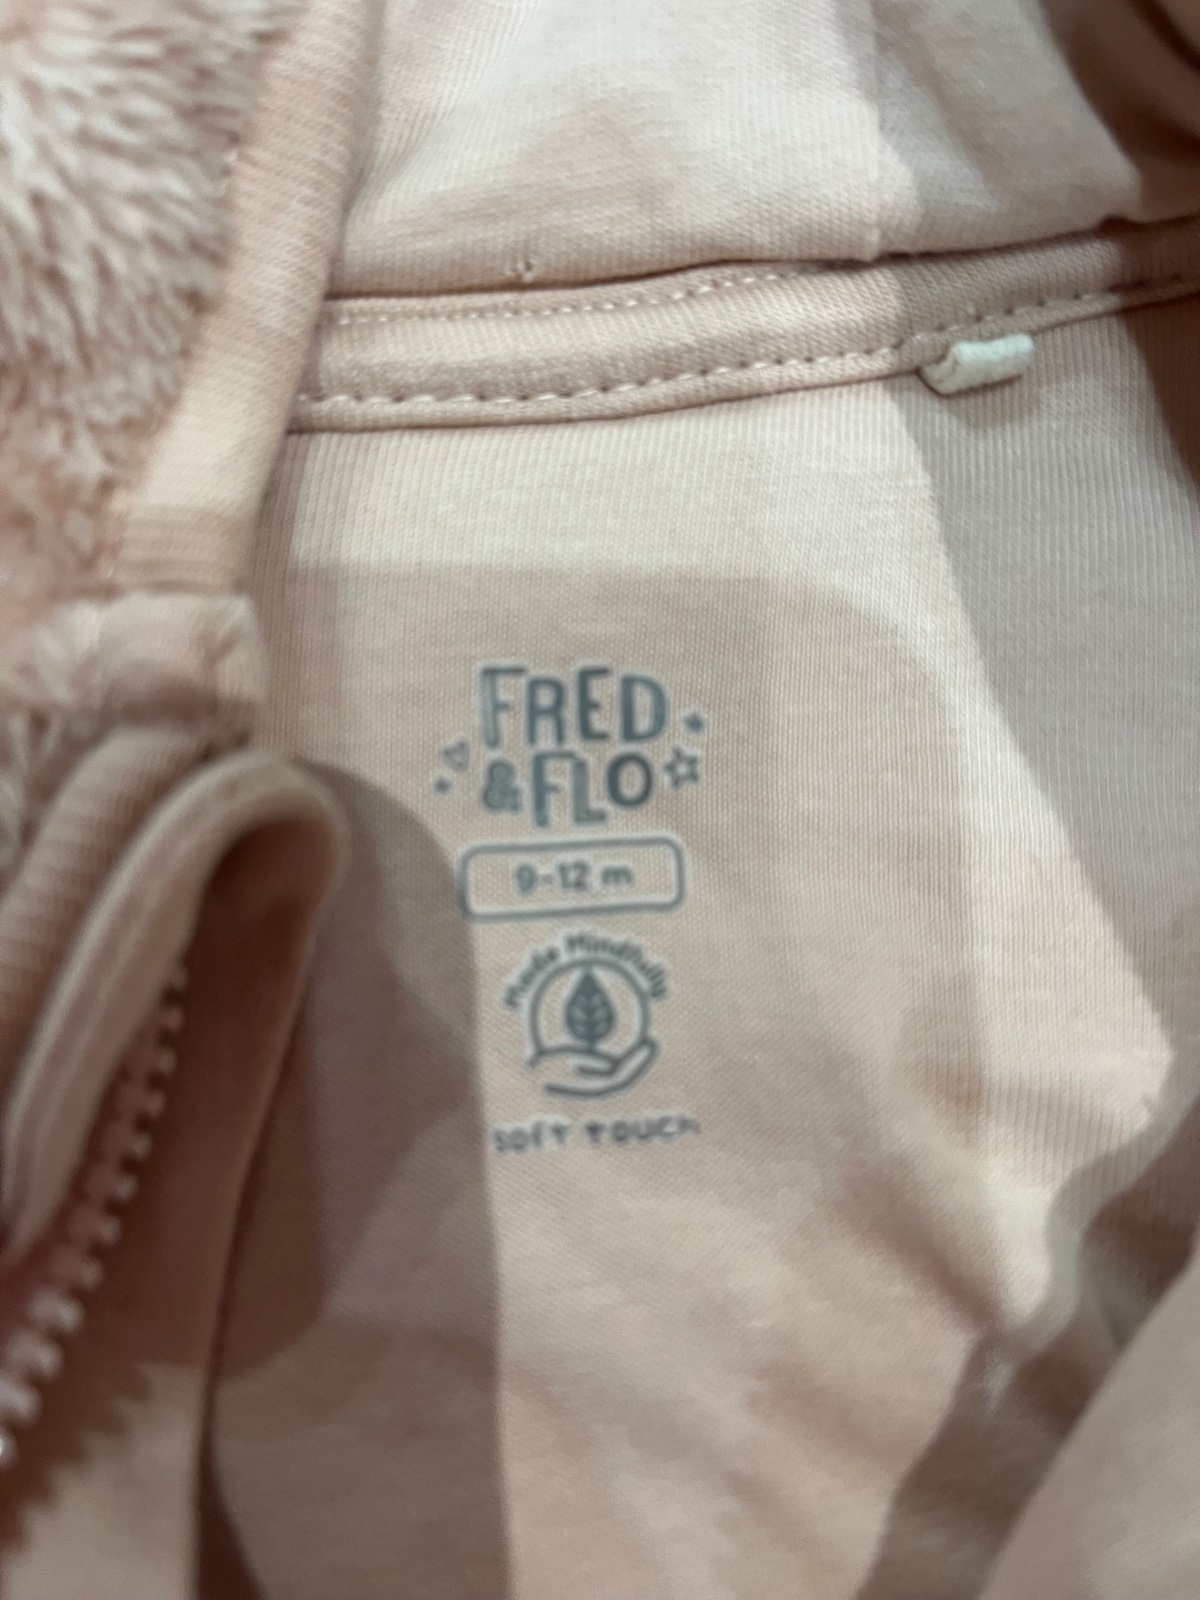 FRED
&FLO
9-12 m
Made Mindfully
SOFT TOUCH